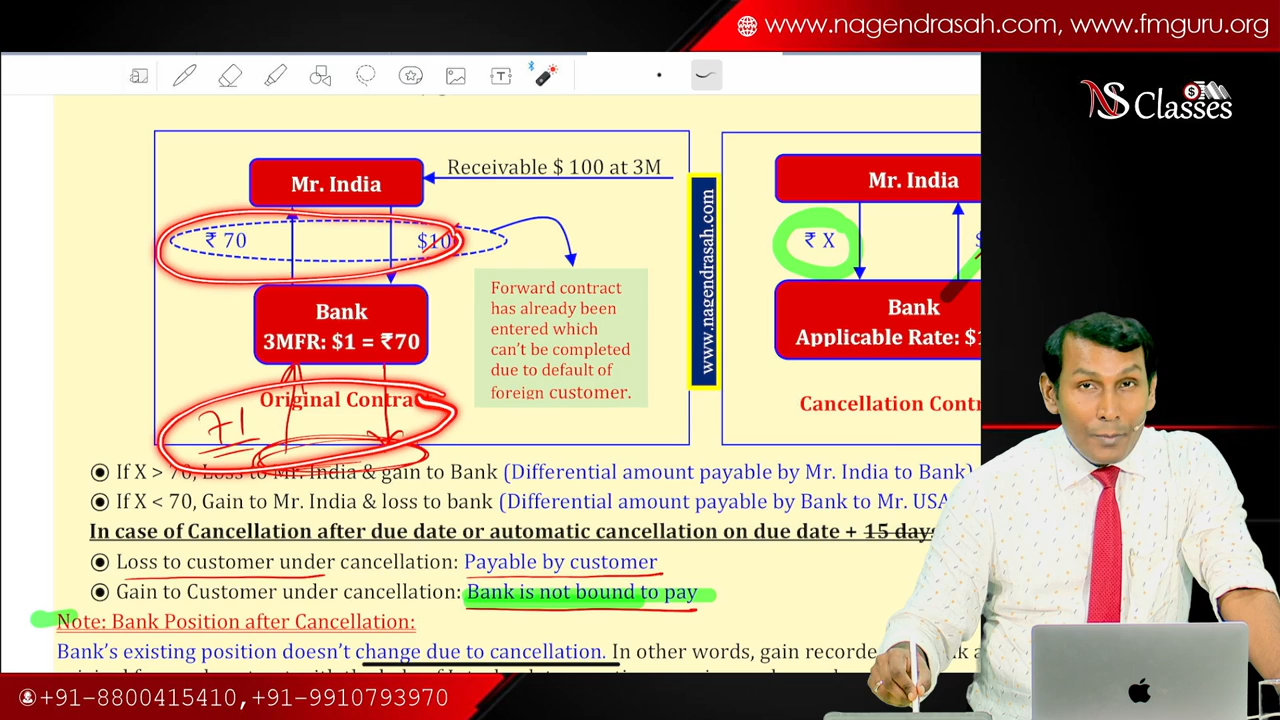 www.nagendrasah.com, www.fmguru.org
NS Classes
T
Mr. India
Receivable $ 100 at 3M
₹ 70
$10
Bank
3MFR: $1 = ₹70
Forward contract
has already been
entered which
can't be completed
due to default of
foreign customer.
Original Contra
71
www.nagendrasah.com
Mr. India
₹ X
Bank
Applicable Rate: $1
Cancellation Contr
If X > 70, Loss to Mr. India & gain to Bank (Differential amount payable by Mr. India to Bank)
If X < 70, Gain to Mr. India & loss to bank (Differential amount payable by Bank to Mr. USA
In case of Cancellation after due date or automatic cancellation on due date + 15 days
Loss to customer under cancellation: Payable by customer
Gain to Customer under cancellation: Bank is not bound to pay
Note: Bank Position after Cancellation:
Bank's existing position doesn't change due to cancellation. In other words, gain recorde
+91-8800415410,+91-9910793970